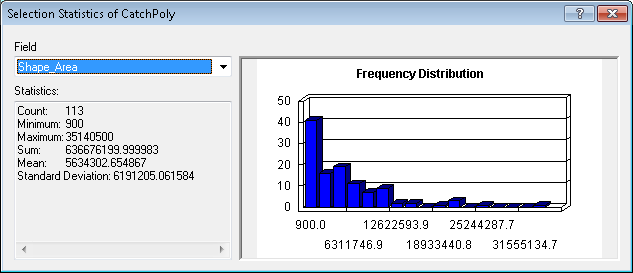 Selection Statistics of CatchPoly
Field
Shape_Area
Statistics:
Count: 113
Minimum: 900
Maximum: 35140500
Sum: 636676199.999983
Mean: 5634302.654867
Standard Deviation: 6191205.061584
Frequency Distribution
50
40
30
20
10
0
900.0 12622593.9 25244287.7
6311746.9 18933440.8 31555134.7